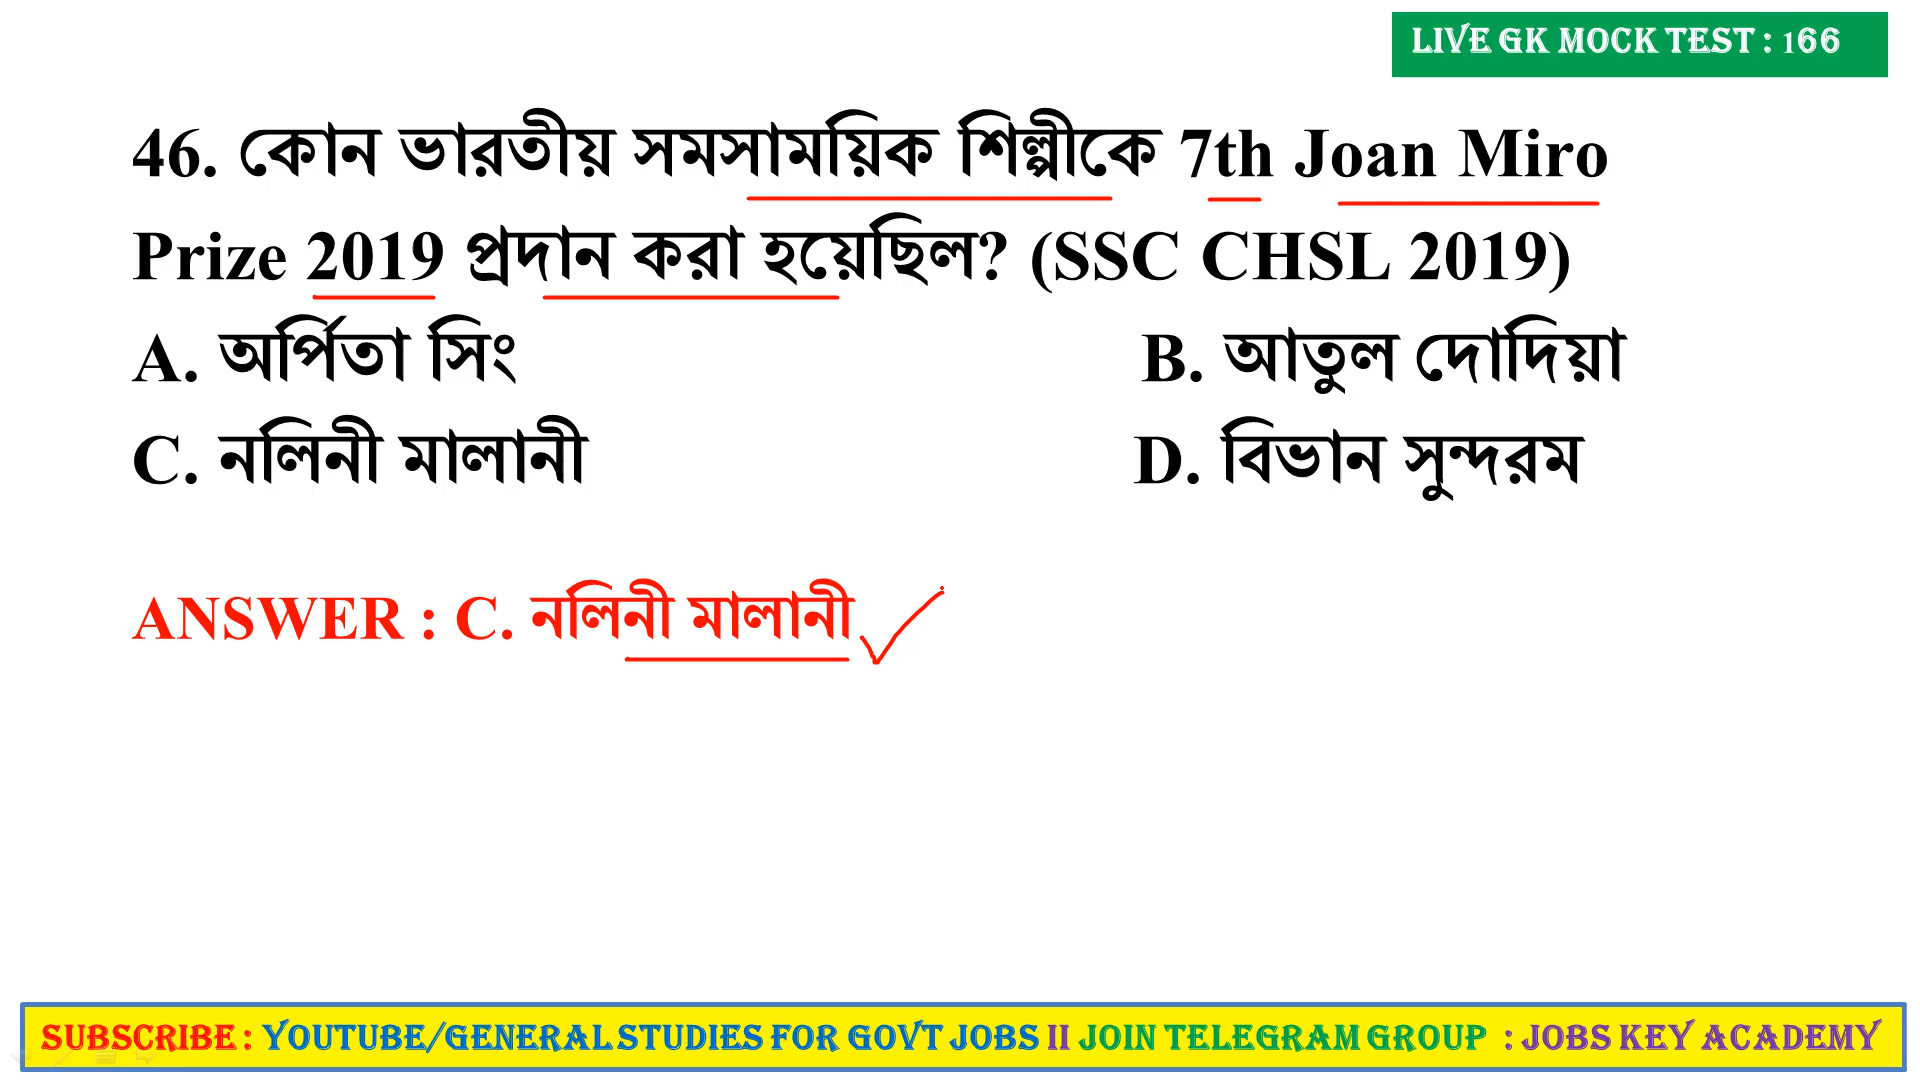 LIVE GK MOCK TEST : 166
46. কোন ভারতীয় সমসাময়িক শিল্পীকে 7th Joan Miro
Prize 2019 প্রদান করা হয়েছিল? (SSC CHSL 2019)
A. অর্পিতা সিং B. আতুল দোদিয়া
C. নলিনী মালানী D. বিভান সুন্দরম
ANSWER : C. নলিনী মালানী
SUBSCRIBE : YOUTUBE/GENERAL STUDIES FOR GOVT JOBS II JOIN TELEGRAM GROUP : JOBS KEY ACADEMY